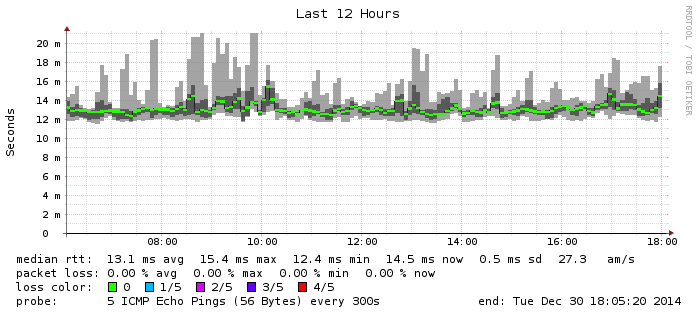 Last 12 Hours
RRDTOOL / TOBI OETIKER
Seconds
20 m
18 m
16 m
14 m
12 m
10 m
8 m
6 m
4 m
2 m
0
08:00 10:00 12:00 14:00 16:00 18:00
median rtt: 13.1 ms avg 15.4 ms max 12.4 ms min 14.5 ms now 0.5 ms sd 27.3 am/s
packet loss: 0.00 % avg 0.00 % max 0.00 % min 0.00 % now
loss color: 0 1/5 2/5 3/5 4/5
probe: 5 ICMP Echo Pings (56 Bytes) every 300s end: Tue Dec 30 18:05:20 2014